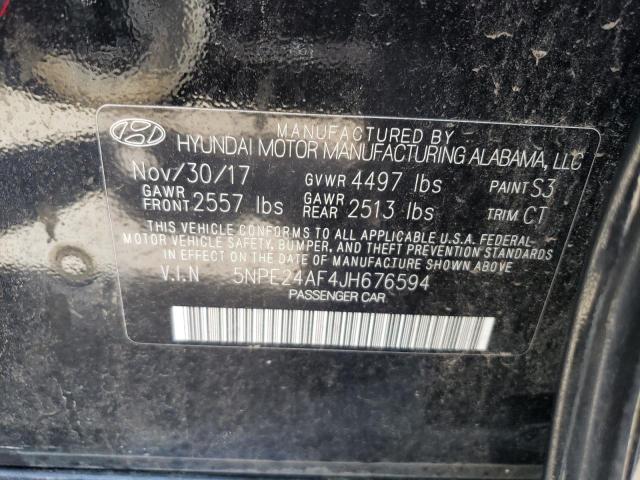 MANUFACTURED BY
HYUNDAI MOTOR MANUFACTURING ALABAMA, LLC
Nov/30/17 GVWR 4497 lbs PAINT S3
GAWR FRONT 2557 lbs GAWR REAR 2513 lbs TRIM CT
THIS VEHICLE CONFORMS TO ALL APPLICABLE U.S.A. FEDERAL
MOTOR VEHICLE SAFETY, BUMPER, AND THEFT PREVENTION STANDARDS
IN EFFECT ON THE DATE OF MANUFACTURE SHOWN ABOVE.
V.I.N 5NPE24AF4JH676594
PASSENGER CAR